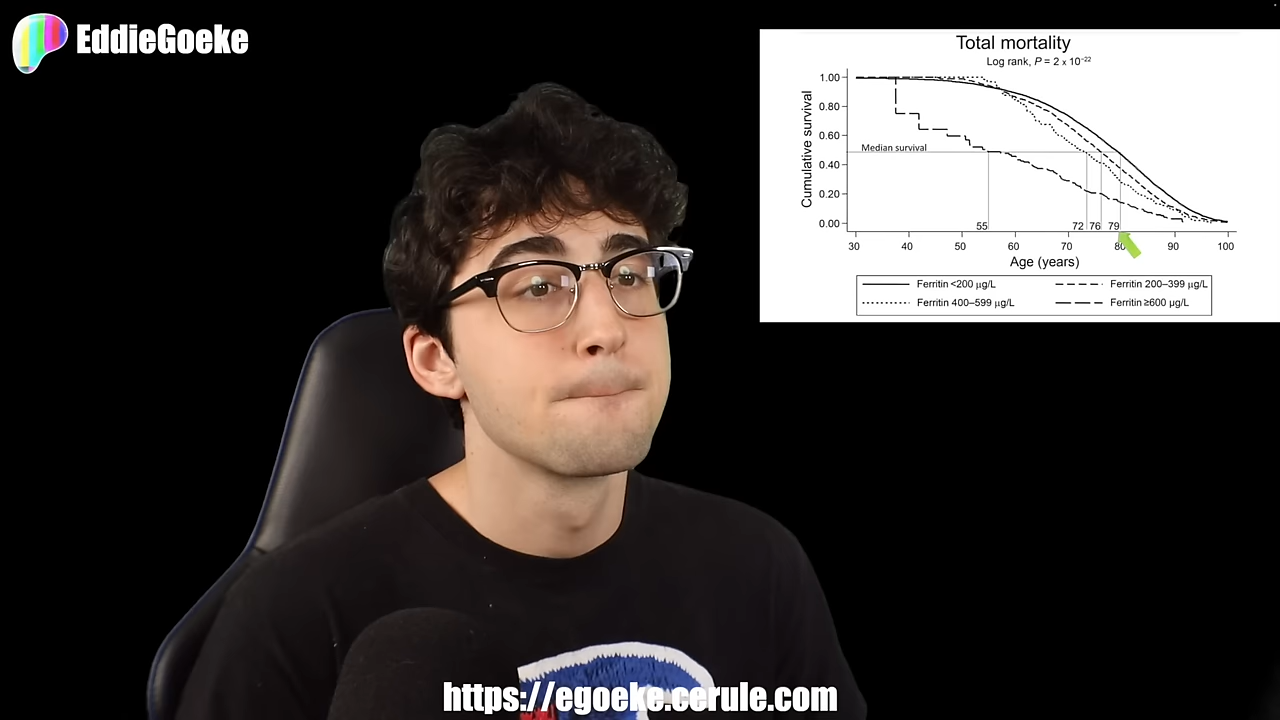 EddieGoeke
Total mortality
Log rank, P = 2 x 10⁻²²
Cumulative survival
1.00
0.80
0.60
0.40
0.20
0.00
Median survival
55
72
76
79
30 40 50 60 70 80 90 100
Age (years)
Ferritin <200 µg/L
Ferritin 200–399 µg/L
Ferritin 400–599 µg/L
Ferritin ≥600 µg/L
https://egoeke.cerule.com